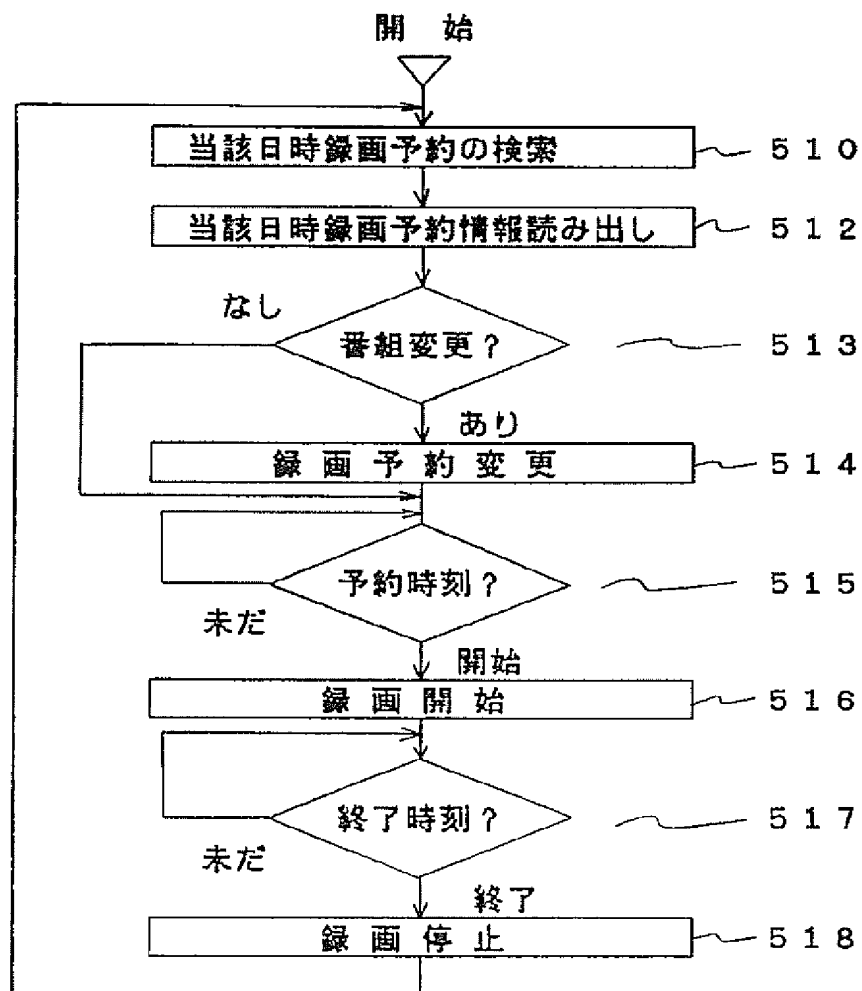 開 始
当該日時録画予約の検索 510
当該日時録画予約情報読み出し 512
なし
番組変更？ 513
あり
録画予約変更 514
予約時刻？ 515
未だ
開始
録画開始 516
終了時刻？ 517
未だ
終了
録画停止 518